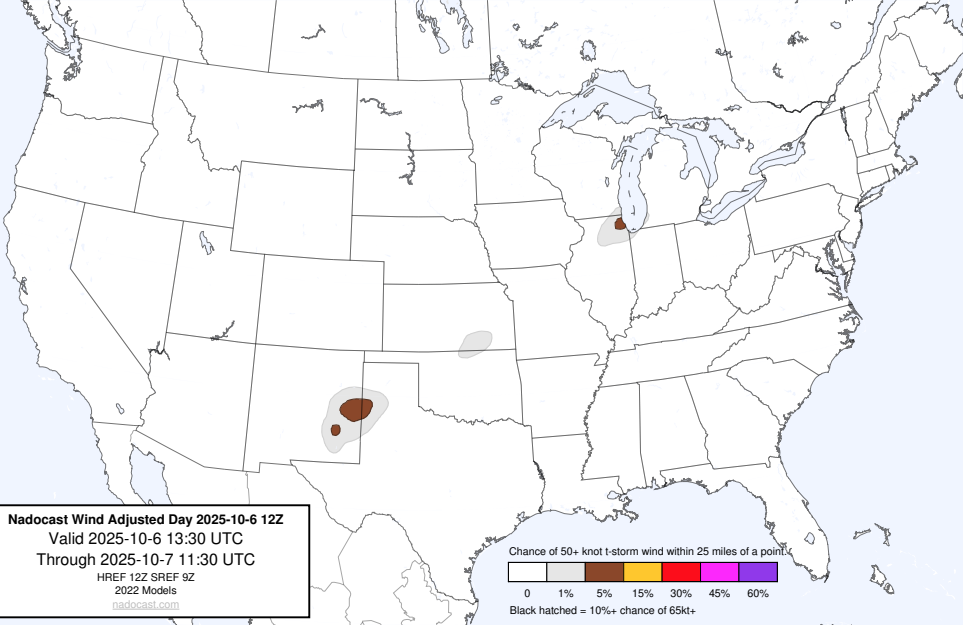 Nadocast Wind Adjusted Day 2025-10-6 12Z
Valid 2025-10-6 13:30 UTC
Through 2025-10-7 11:30 UTC
HREF 12Z SREF 9Z
2022 Models
nadocast.com
Chance of 50+ knot t-storm wind within 25 miles of a point.
0 1% 5% 15% 30% 45% 60%
Black hatched = 10%+ chance of 65kt+